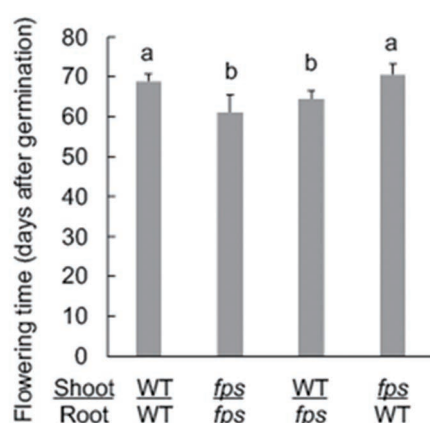 Flowering time (days after germination)
80
70
60
50
40
30
20
10
0
a
b
b
a
Shoot WT fps WT fps
Root WT fps fps WT